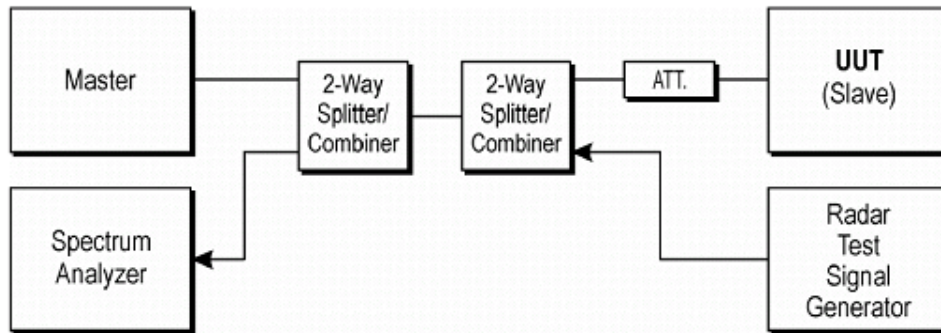 Master
2-Way
Splitter/
Combiner
2-Way
Splitter/
Combiner
ATT.
UUT
(Slave)
Spectrum
Analyzer
Radar
Test
Signal
Generator